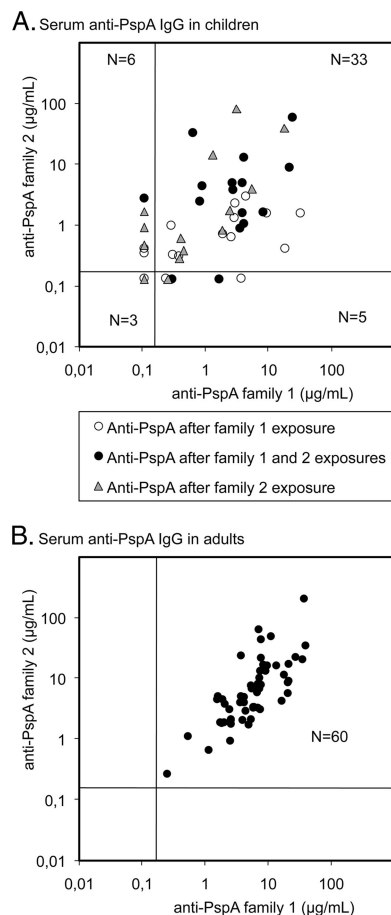 A. Serum anti-PspA IgG in children
N=6
N=33
100
10
1
0,1
0,01
anti-PspA family 2 (µg/mL)
N=3
N=5
0,01 0,1 1 10 100
anti-PspA family 1 (µg/mL)
Anti-PspA after family 1 exposure
Anti-PspA after family 1 and 2 exposures
Anti-PspA after family 2 exposure
B. Serum anti-PspA IgG in adults
100
10
1
0,1
0,01
anti-PspA family 2 (µg/mL)
N=60
0,01 0,1 1 10 100
anti-PspA family 1 (µg/mL)